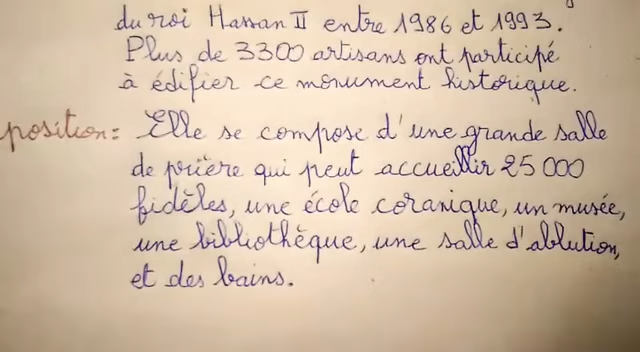 du roi Hassan II entre 1986 et 1993.
Plus de 3300 artisans ont participé
à édifier ce monument historique.
position: Elle se compose d'une grande salle
de prière qui peut accueillir 25 000
fidèles, une école coranique, un musée,
une bibliothèque, une salle d'ablution,
et des bains.